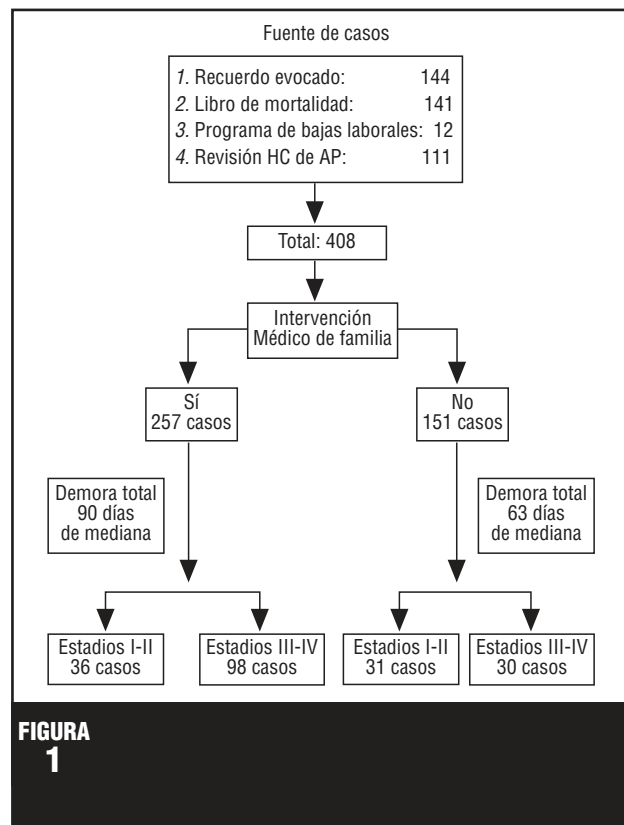 Fuente de casos
1. Recuerdo evocado: 144
2. Libro de mortalidad: 141
3. Programa de bajas laborales: 12
4. Revisión HC de AP: 111
Total: 408
Intervención
Médico de familia
Sí
257 casos
No
151 casos
Demora total
90 días
de mediana
Demora total
63 días
de mediana
Estadios I-II
36 casos
Estadios III-IV
98 casos
Estadios I-II
31 casos
Estadios III-IV
30 casos
FIGURA
1